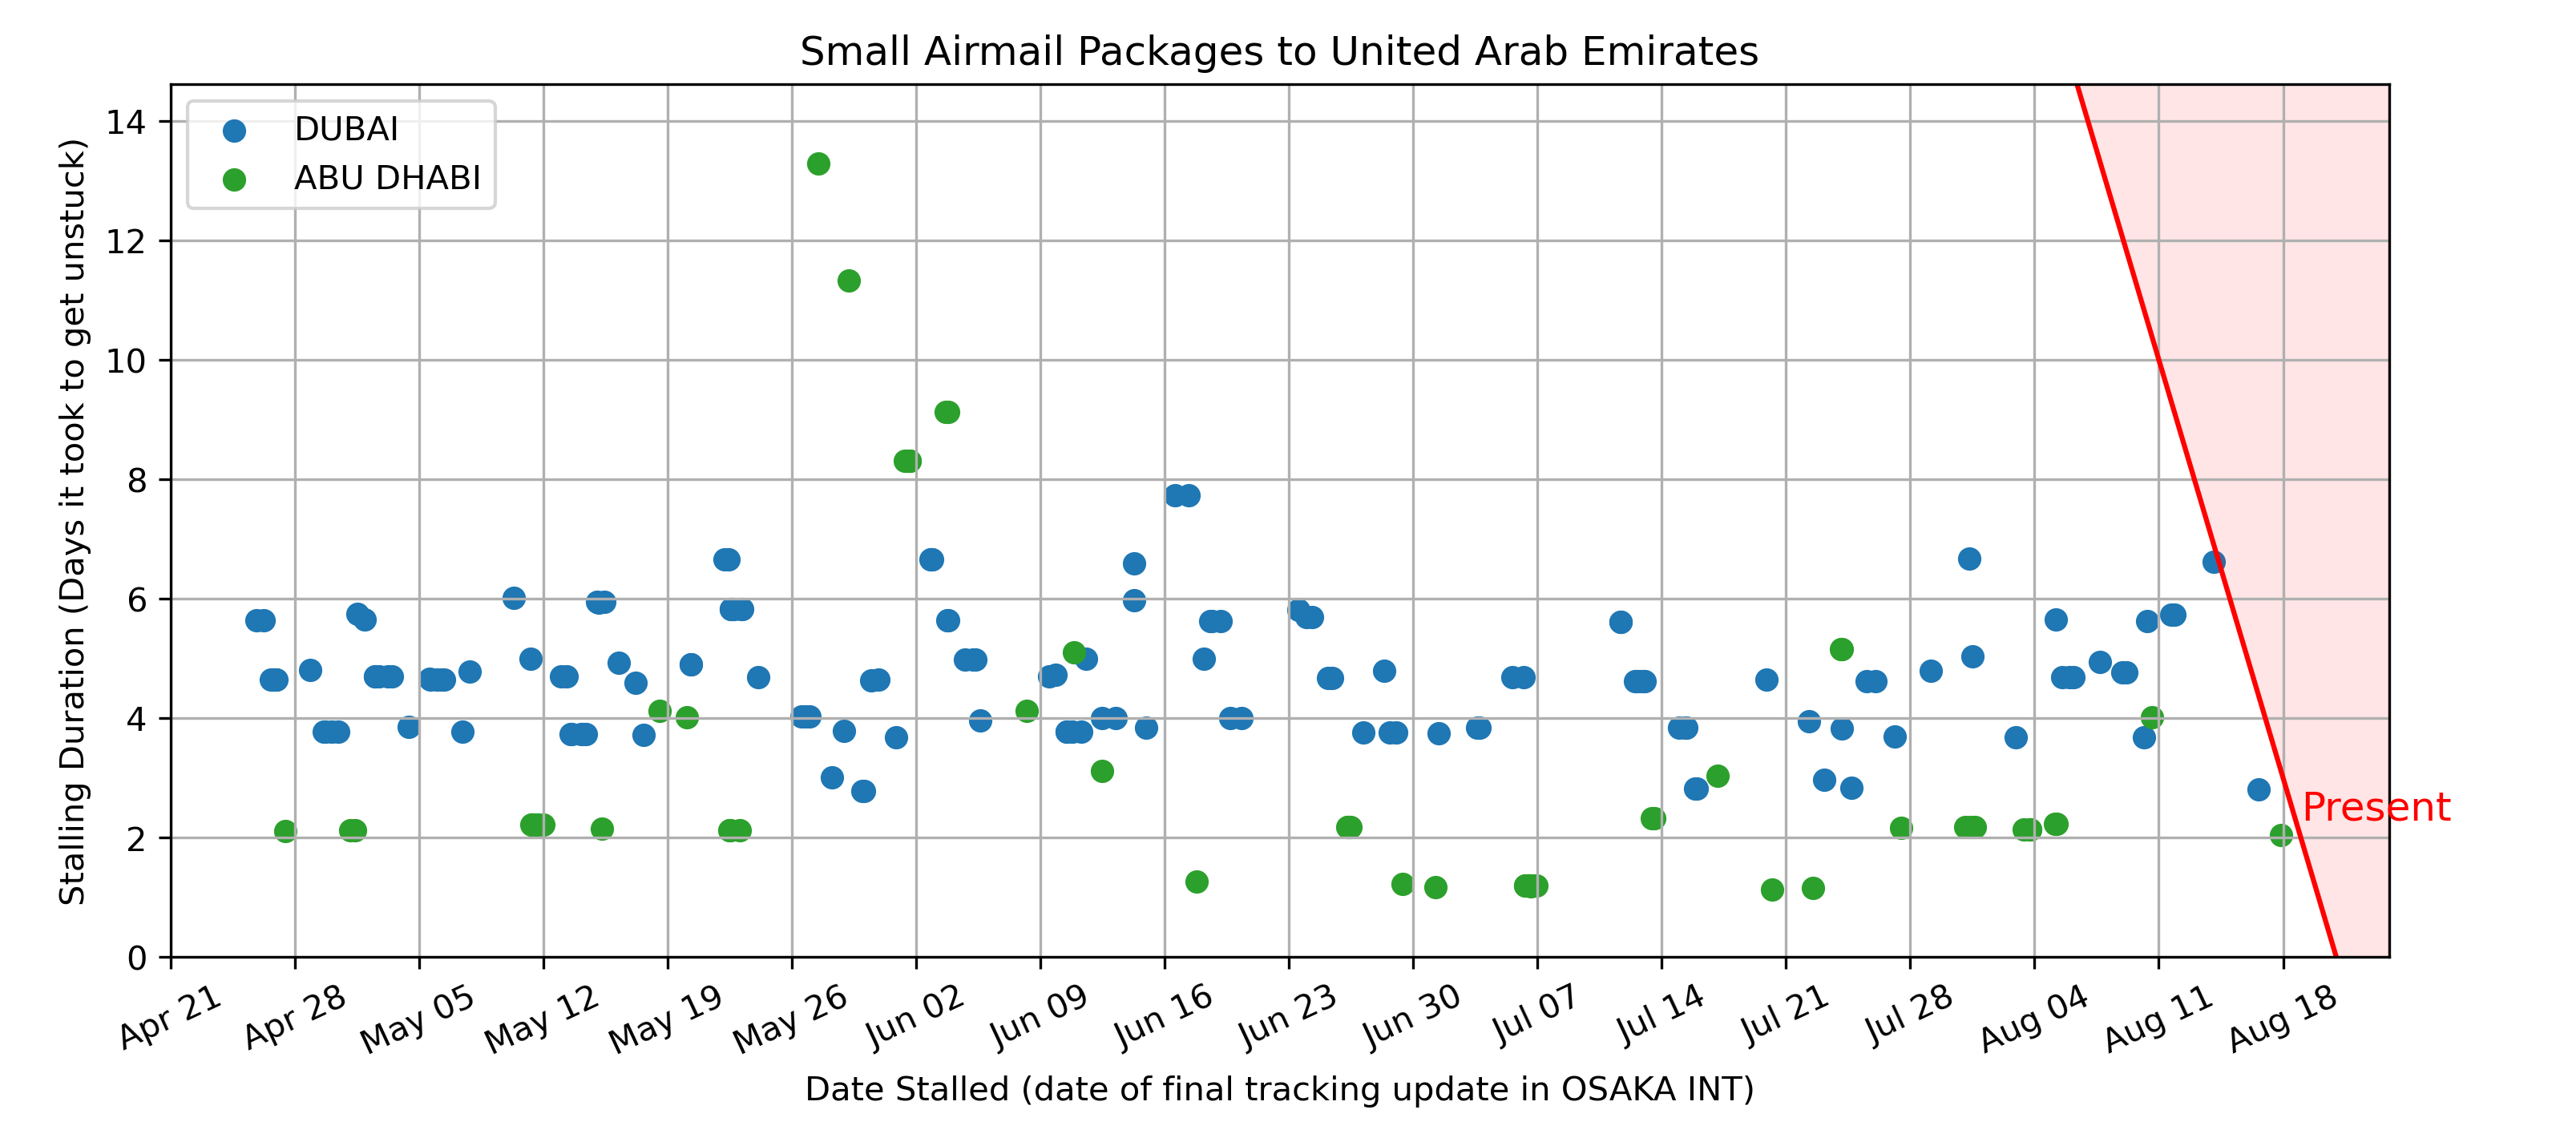 Small Airmail Packages to United Arab Emirates
DUBAI
ABU DHABI
Stalling Duration (Days it took to get unstuck)
14
12
10
8
6
4
2
0
Present
Apr 21
Apr 28
May 05
May 12
May 19
May 26
Jun 02
Jun 09
Jun 16
Jun 23
Jun 30
Jul 07
Jul 14
Jul 21
Jul 28
Aug 04
Aug 11
Aug 18
Date Stalled (date of final tracking update in OSAKA INT)